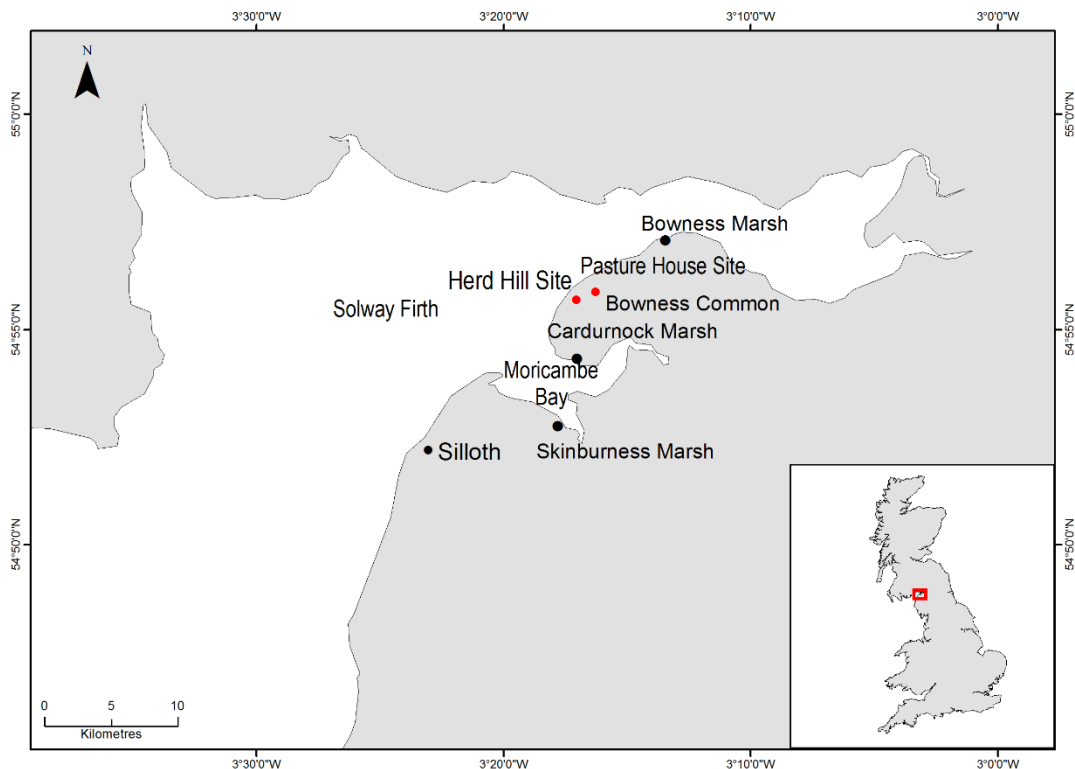 3°30'0"W 3°20'0"W 3°10'0"W 3°0'0"W
N
55°0'0"N 55°0'0"N
Bowness Marsh
Pasture House Site
Herd Hill Site
Bowness Common
Solway Firth
54°55'0"N 54°55'0"N
Cardurnock Marsh
Moricambe
Bay
Silloth
Skinburness Marsh
54°50'0"N 54°50'0"N
0 5 10
Kilometres
3°30'0"W 3°20'0"W 3°10'0"W 3°0'0"W